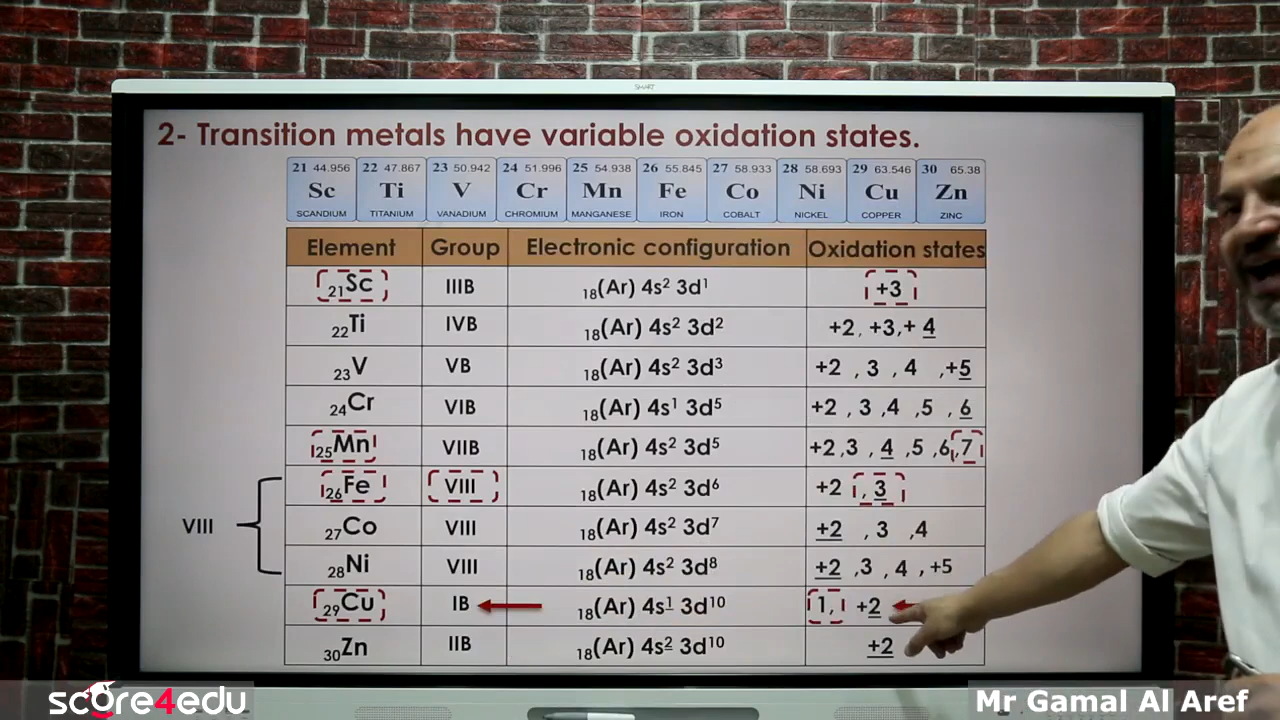 SMART
2- Transition metals have variable oxidation states.
21 44.956 22 47.867 23 50.942 24 51.996 25 54.938 26 55.845 27 58.933 28 58.693 29 63.546 30 65.38
Sc Ti V Cr Mn Fe Co Ni Cu Zn
SCANDIUM TITANIUM VANADIUM CHROMIUM MANGANESE IRON COBALT NICKEL COPPER ZINC
Element Group Electronic configuration Oxidation states
₂₁Sc IIIB ₁₈(Ar) 4s² 3d¹ +3
₂₂Ti IVB ₁₈(Ar) 4s² 3d² +2, +3,+ 4
₂₃V VB ₁₈(Ar) 4s² 3d³ +2 , 3 , 4 ,+5
₂₄Cr VIB ₁₈(Ar) 4s¹ 3d⁵ +2 , 3 ,4 ,5 , 6
₂₅Mn VIIB ₁₈(Ar) 4s² 3d⁵ +2 ,3 , 4 ,5 ,6 ,7
₂₆Fe VIII ₁₈(Ar) 4s² 3d⁶ +2 , 3
VIII
₂₇Co VIII ₁₈(Ar) 4s² 3d⁷ +2 , 3 ,4
₂₈Ni VIII ₁₈(Ar) 4s² 3d⁸ +2 ,3 , 4 , +5
₂₉Cu IB ₁₈(Ar) 4s¹ 3d¹⁰ 1, +2
₃₀Zn IIB ₁₈(Ar) 4s² 3d¹⁰ +2
score4edu
Mr Gamal Al Aref